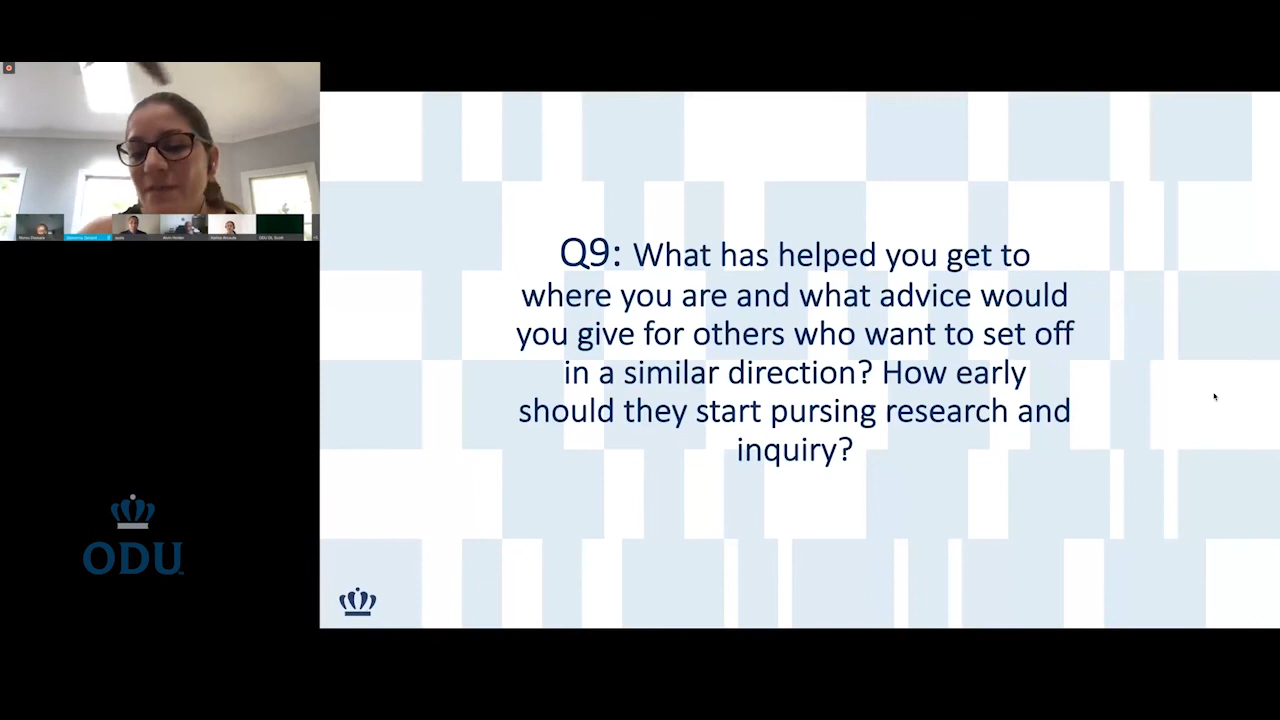 Q9: What has helped you get to
where you are and what advice would
you give for others who want to set off
in a similar direction? How early
should they start pursing research and
inquiry?
ODU